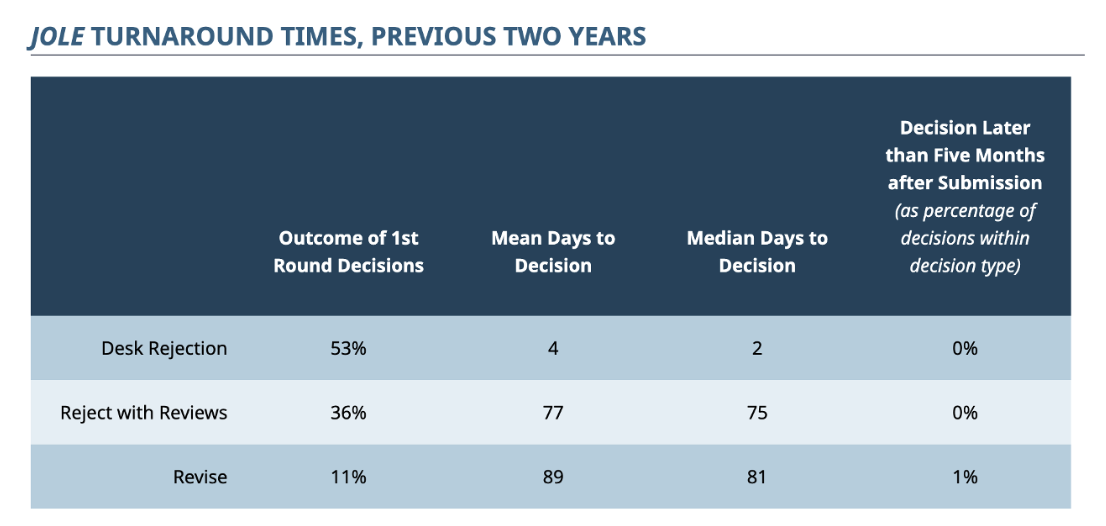 JOLE TURNAROUND TIMES, PREVIOUS TWO YEARS
Outcome of 1st
Round Decisions
Mean Days to
Decision
Median Days to
Decision
Decision Later
than Five Months
after Submission
(as percentage of
decisions within
decision type)
Desk Rejection 53% 4 2 0%
Reject with Reviews 36% 77 75 0%
Revise 11% 89 81 1%